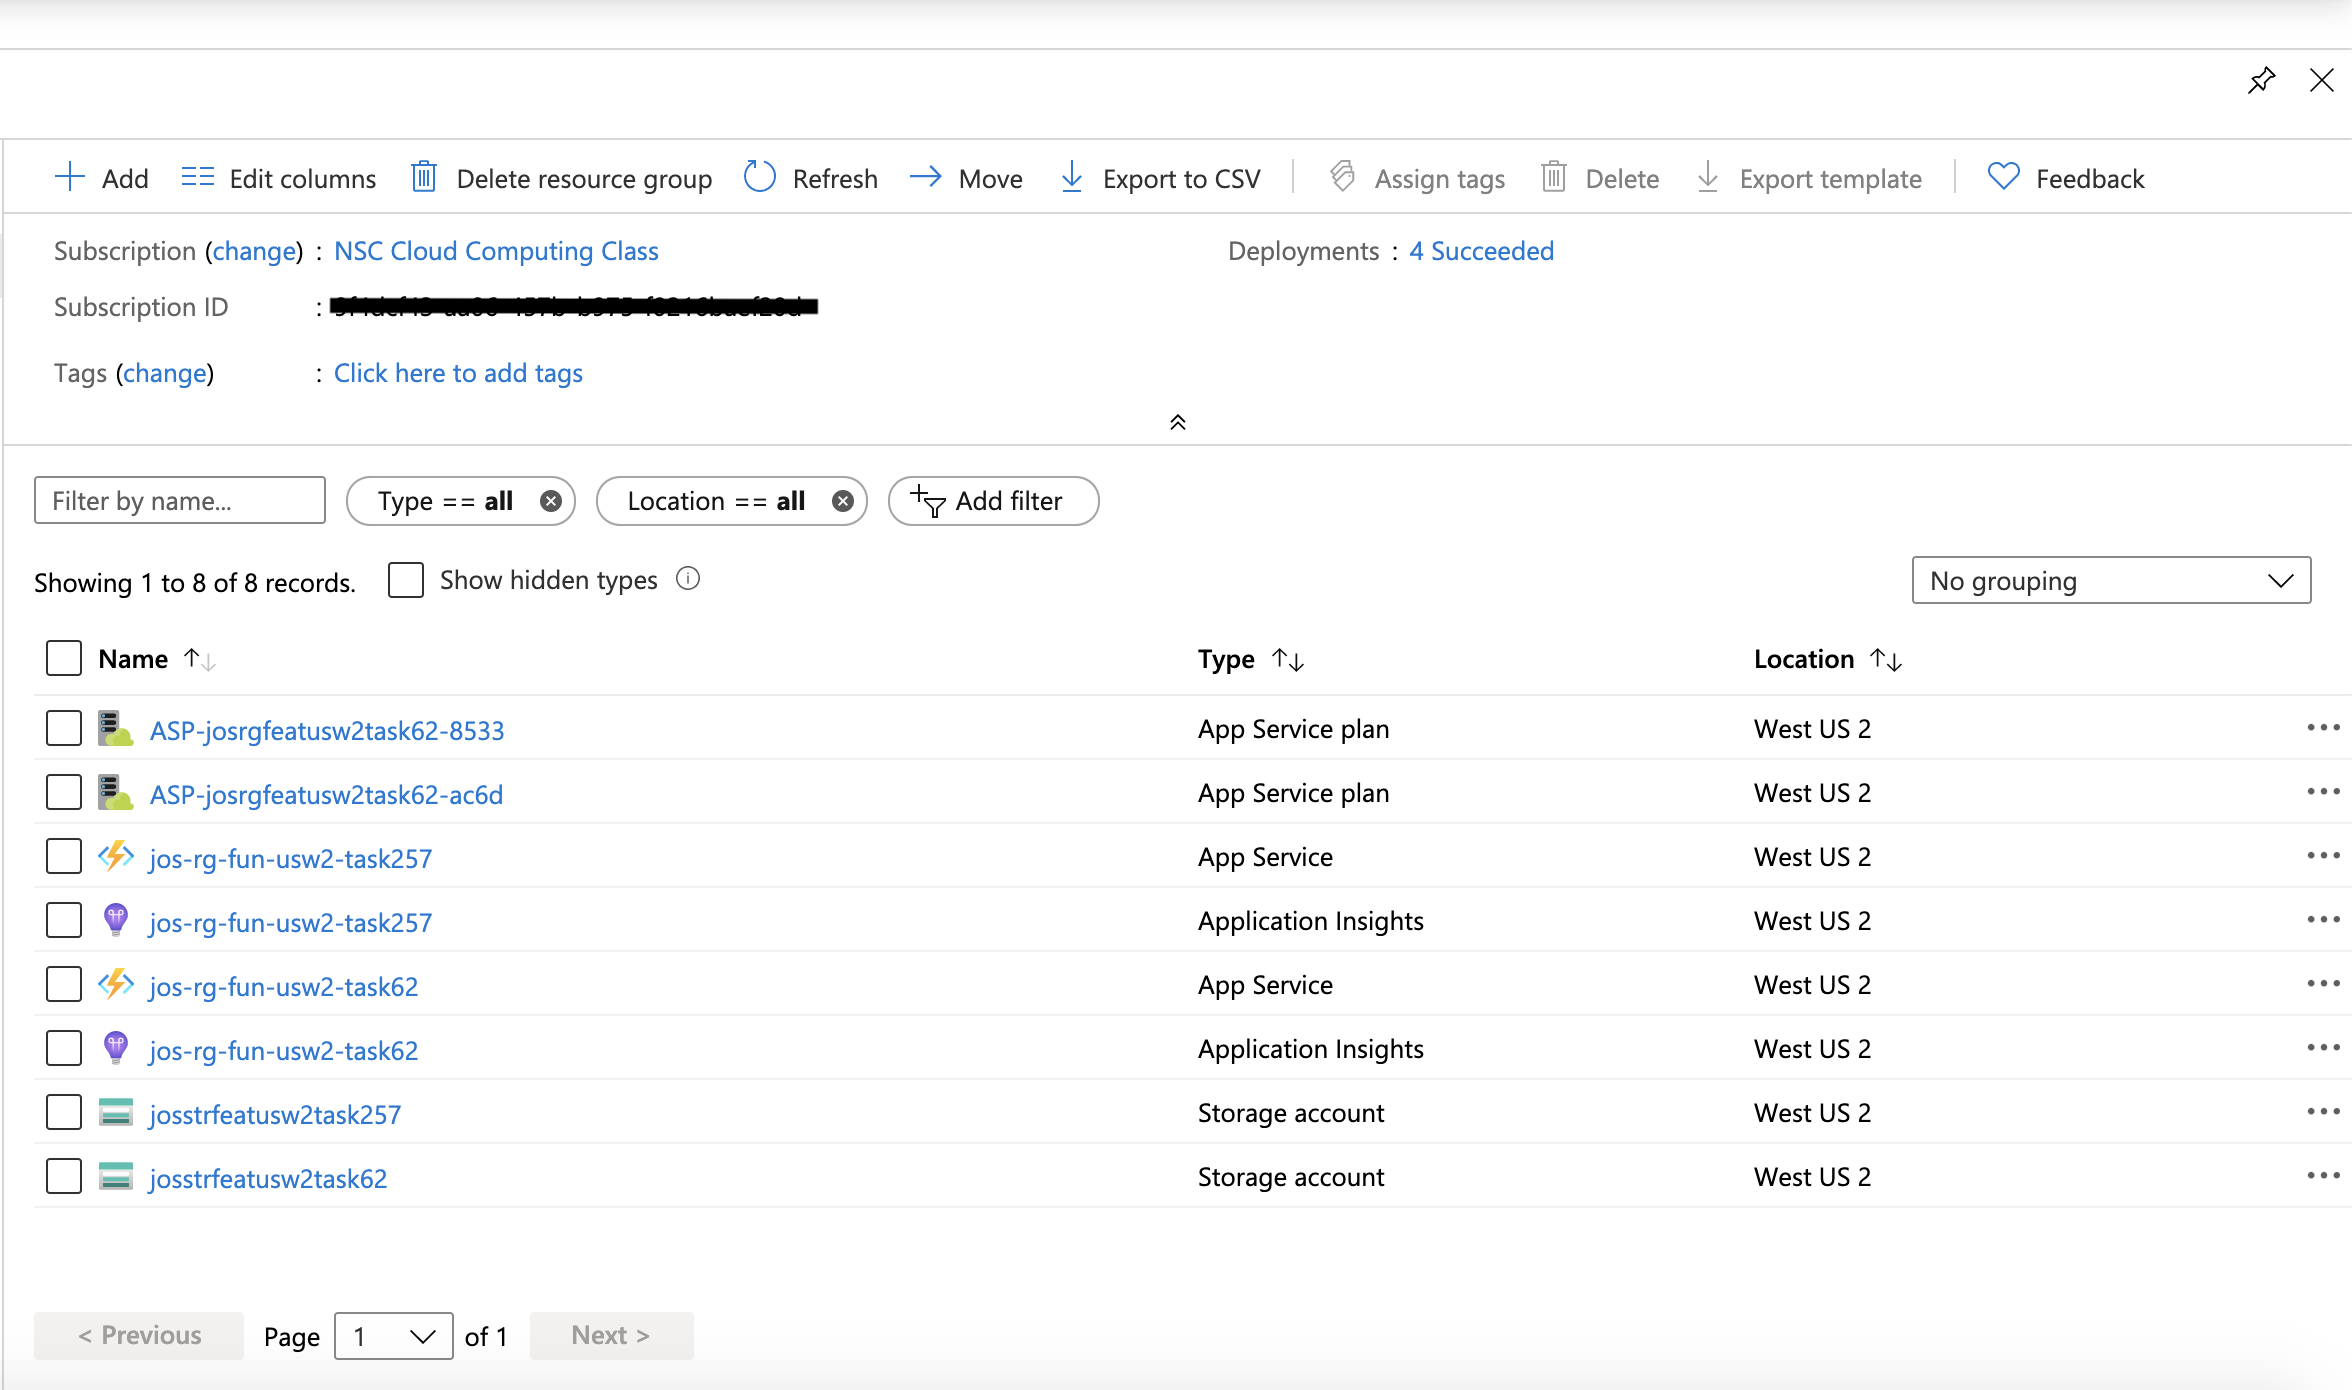 Add Edit columns Delete resource group Refresh Move Export to CSV Assign tags Delete Export template Feedback
Subscription (change) : NSC Cloud Computing Class Deployments : 4 Succeeded
Subscription ID :
Tags (change) : Click here to add tags
Filter by name... Type == all Location == all Add filter
Showing 1 to 8 of 8 records. Show hidden types No grouping
Name Type Location
ASP-josrgfeatusw2task62-8533 App Service plan West US 2
ASP-josrgfeatusw2task62-ac6d App Service plan West US 2
jos-rg-fun-usw2-task257 App Service West US 2
jos-rg-fun-usw2-task257 Application Insights West US 2
jos-rg-fun-usw2-task62 App Service West US 2
jos-rg-fun-usw2-task62 Application Insights West US 2
josstrfeatusw2task257 Storage account West US 2
josstrfeatusw2task62 Storage account West US 2
< Previous Page 1 of 1 Next >